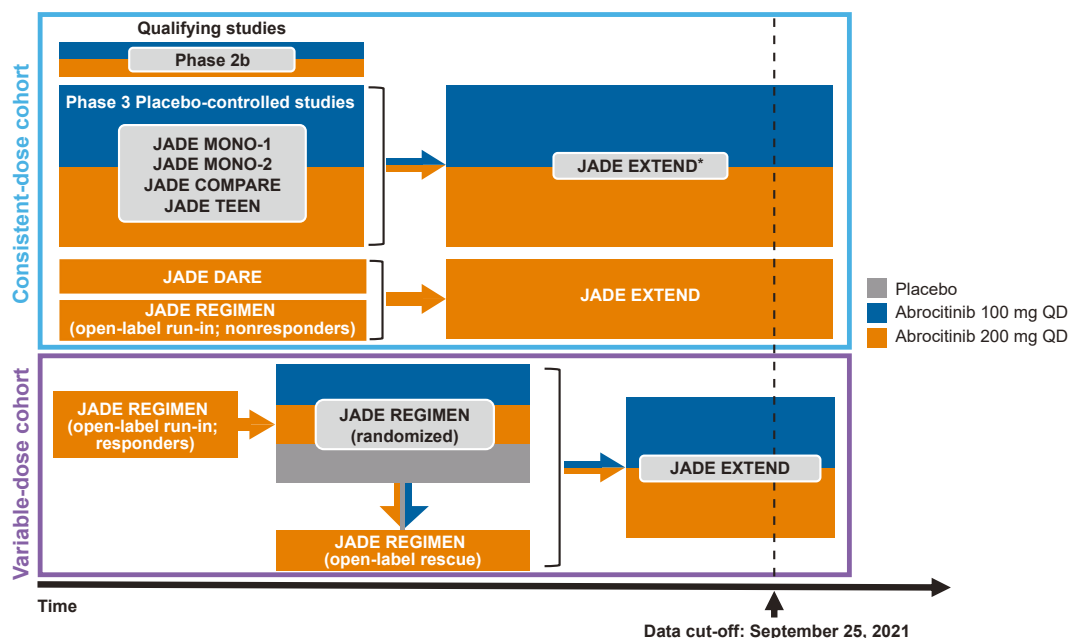 Consistent-dose cohort
Qualifying studies
Phase 2b
Phase 3 Placebo-controlled studies
JADE MONO-1
JADE MONO-2
JADE COMPARE
JADE TEEN
JADE EXTEND*
JADE DARE
JADE REGIMEN
(open-label run-in; nonresponders)
JADE EXTEND
Placebo
Abrocitinib 100 mg QD
Abrocitinib 200 mg QD
Variable-dose cohort
JADE REGIMEN
(open-label run-in;
responders)
JADE REGIMEN
(randomized)
JADE REGIMEN
(open-label rescue)
JADE EXTEND
Time
Data cut-off: September 25, 2021